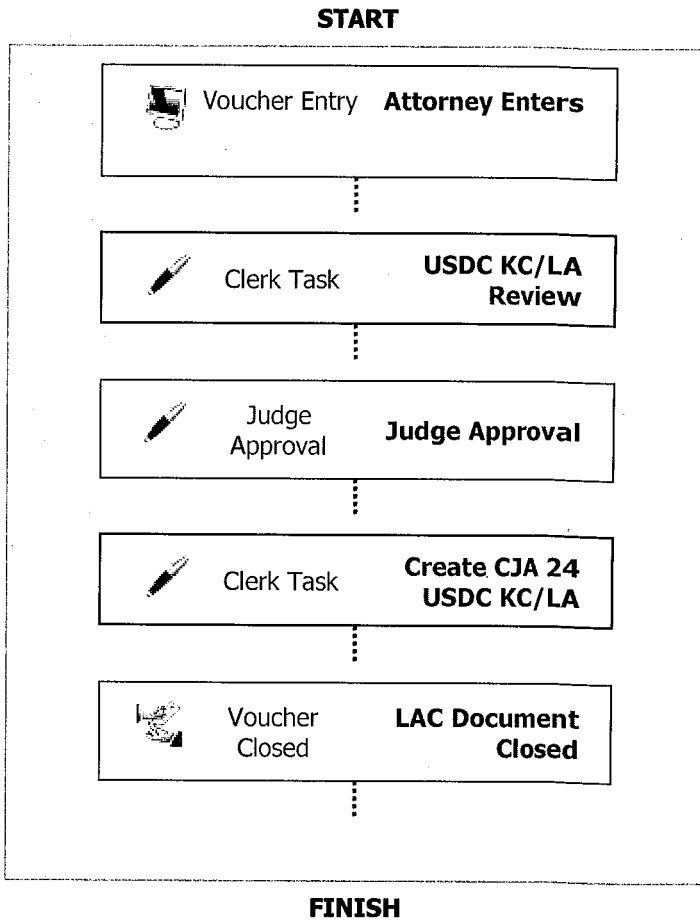 START
Voucher Entry Attorney Enters
Clerk Task USDC KC/LA
Review
Judge
Approval Judge Approval
Clerk Task Create CJA 24
USDC KC/LA
Voucher
Closed LAC Document
Closed
FINISH